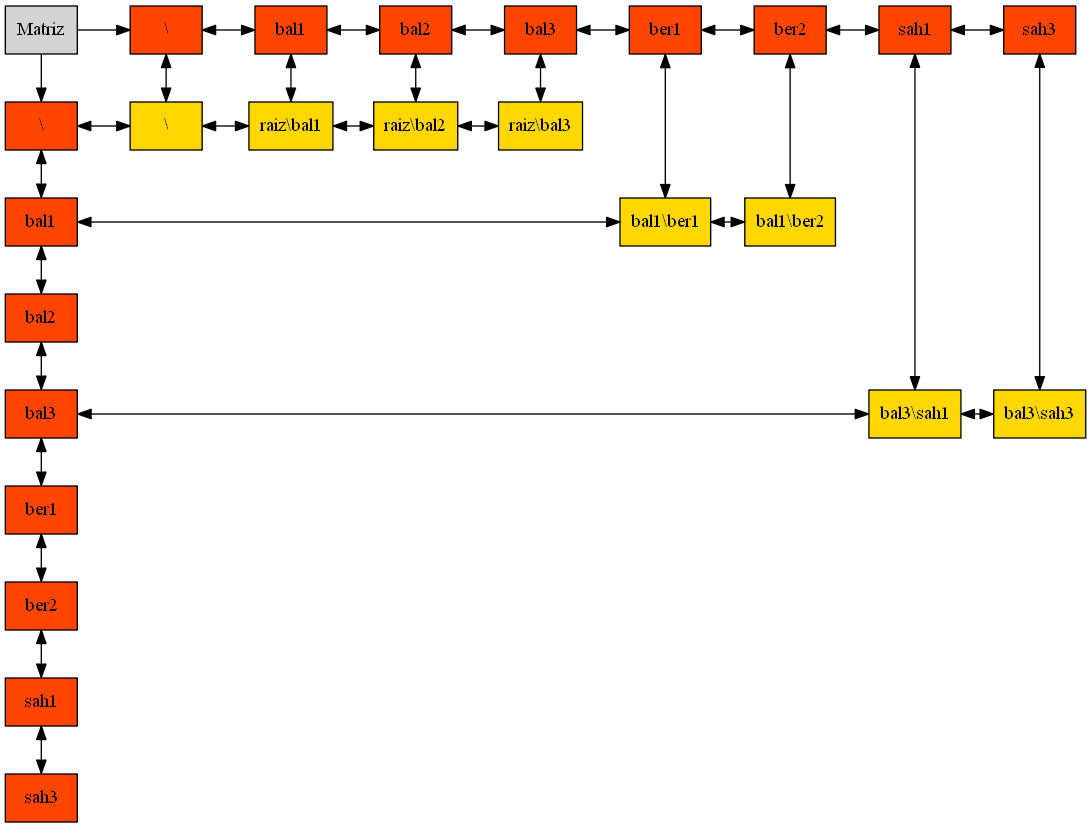 Matriz \ bal1 bal2 bal3 ber1 ber2 sah1 sah3
\ \ raiz\bal1 raiz\bal2 raiz\bal3
bal1 bal1\ber1 bal1\ber2
bal2
bal3 bal3\sah1 bal3\sah3
ber1
ber2
sah1
sah3